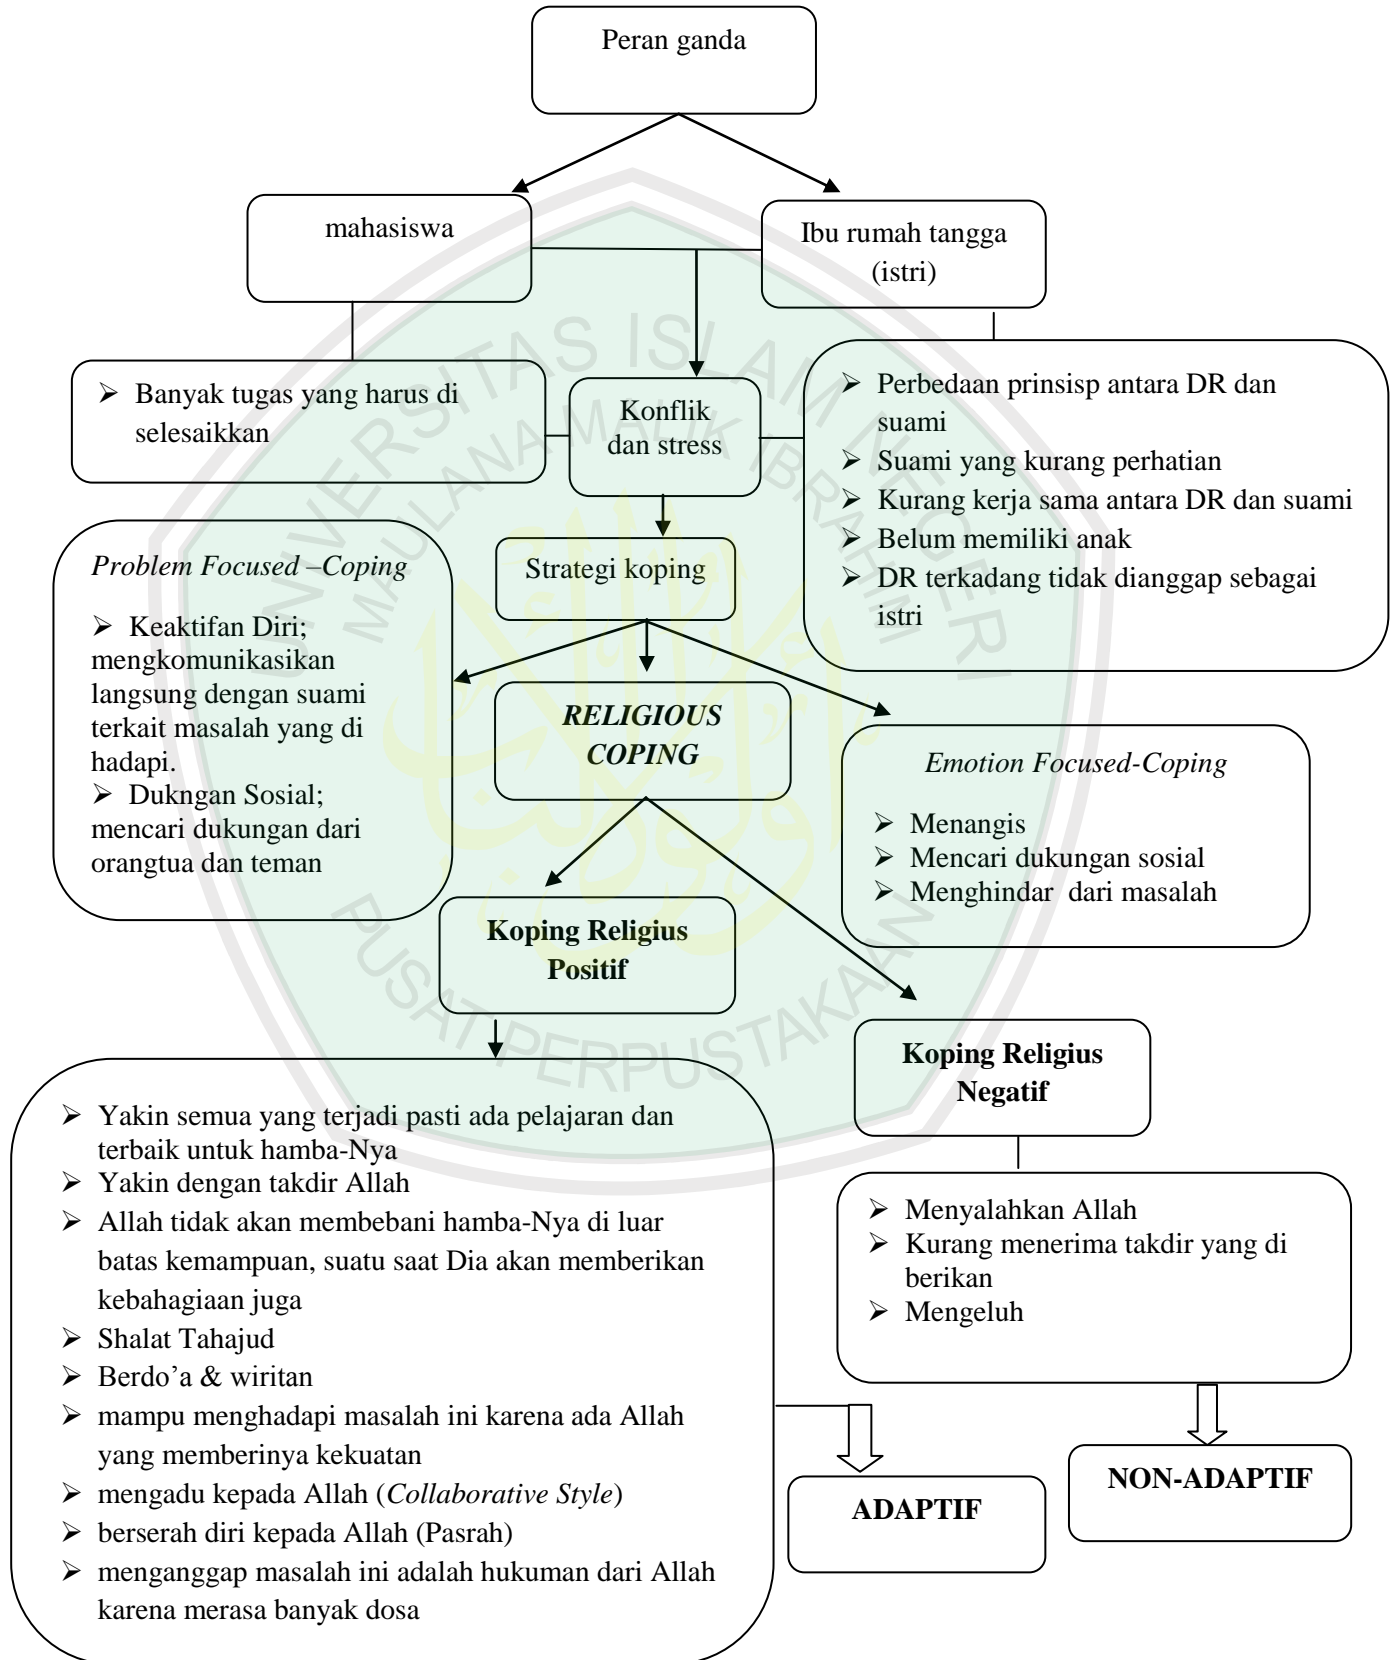 Peran ganda
mahasiswa
Ibu rumah tangga
(istri)
➢ Banyak tugas yang harus di
selesaikkan
Konflik
dan stress
➢ Perbedaan prinsisp antara DR dan
suami
➢ Suami yang kurang perhatian
➢ Kurang kerja sama antara DR dan suami
➢ Belum memiliki anak
➢ DR terkadang tidak dianggap sebagai
istri
Problem Focused –Coping
➢ Keaktifan Diri;
mengkomunikasikan
langsung dengan suami
terkait masalah yang di
hadapi.
➢ Dukngan Sosial;
mencari dukungan dari
orangtua dan teman
Strategi koping
RELIGIOUS
COPING
Emotion Focused-Coping
➢ Menangis
➢ Mencari dukungan sosial
➢ Menghindar dari masalah
Koping Religius
Positif
Koping Religius
Negatif
➢ Yakin semua yang terjadi pasti ada pelajaran dan
terbaik untuk hamba-Nya
➢ Yakin dengan takdir Allah
➢ Allah tidak akan membebani hamba-Nya di luar
batas kemampuan, suatu saat Dia akan memberikan
kebahagiaan juga
➢ Shalat Tahajud
➢ Berdo’a & wiritan
➢ mampu menghadapi masalah ini karena ada Allah
yang memberinya kekuatan
➢ mengadu kepada Allah (Collaborative Style)
➢ berserah diri kepada Allah (Pasrah)
➢ menganggap masalah ini adalah hukuman dari Allah
karena merasa banyak dosa
➢ Menyalahkan Allah
➢ Kurang menerima takdir yang di
berikan
➢ Mengeluh
ADAPTIF
NON-ADAPTIF
UNIVERSITAS ISLAM NEGERI
MAULANA MALIK IBRAHIM
PUSAT PERPUSTAKAAN